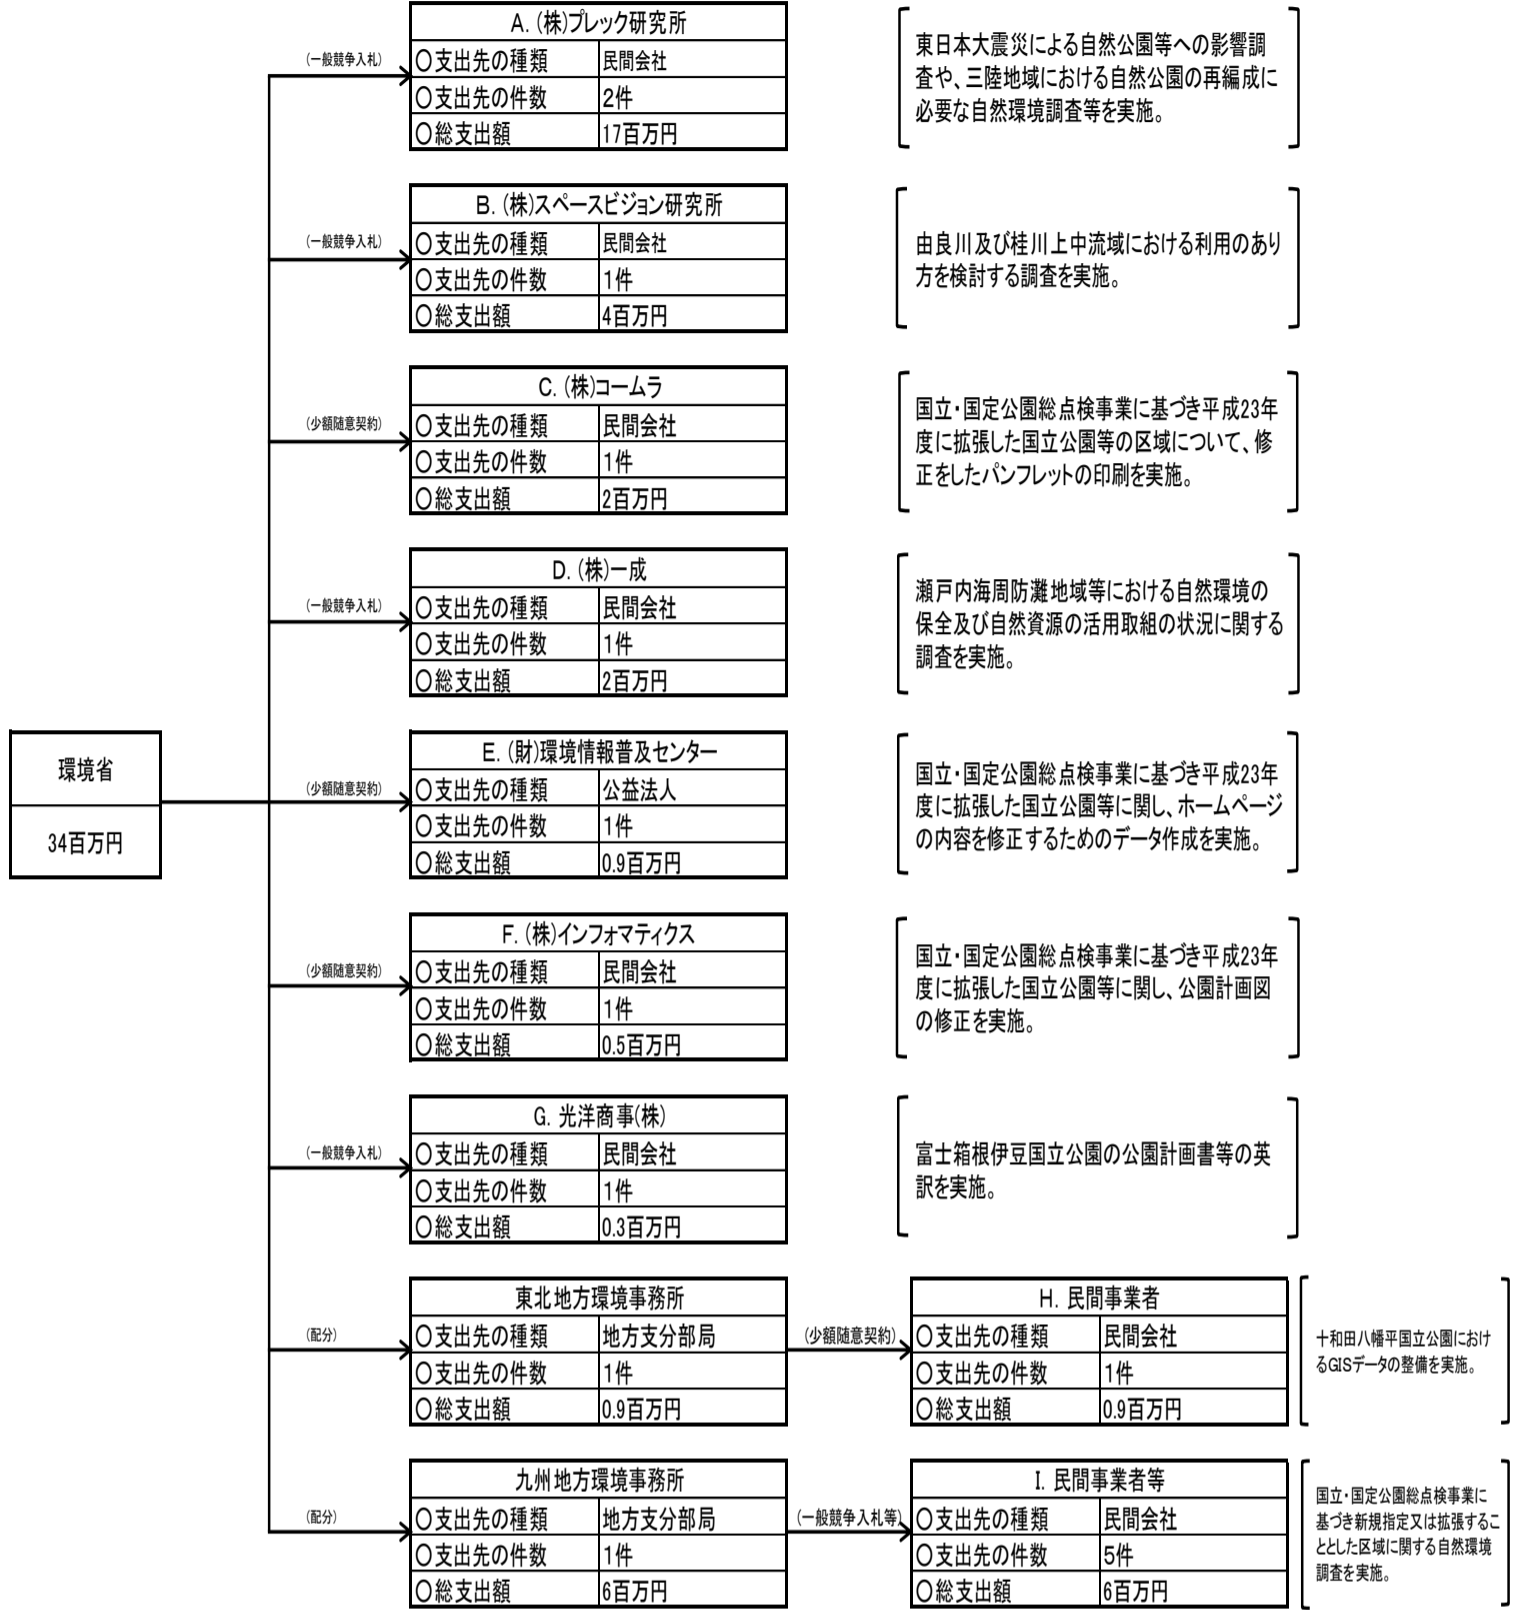 A. (株)プレック研究所
(一般競争入札)
〇支出先の種類 民間会社
〇支出先の件数 2件
〇総支出額 17百万円
東日本大震災による自然公園等への影響調
査や、三陸地域における自然公園の再編成に
必要な自然環境調査等を実施。
B. (株)スペースビジョン研究所
(一般競争入札)
〇支出先の種類 民間会社
〇支出先の件数 1件
〇総支出額 4百万円
由良川及び桂川上中流域における利用のあり
方を検討する調査を実施。
C. (株)コームラ
(少額随意契約)
〇支出先の種類 民間会社
〇支出先の件数 1件
〇総支出額 2百万円
国立・国定公園総点検事業に基づき平成23年
度に拡張した国立公園等の区域について、修
正をしたパンフレットの印刷を実施。
D. (株)一成
(一般競争入札)
〇支出先の種類 民間会社
〇支出先の件数 1件
〇総支出額 2百万円
瀬戸内海周防灘地域等における自然環境の
保全及び自然資源の活用取組の状況に関する
調査を実施。
環境省
34百万円
E. (財)環境情報普及センター
(少額随意契約)
〇支出先の種類 公益法人
〇支出先の件数 1件
〇総支出額 0.9百万円
国立・国定公園総点検事業に基づき平成23年
度に拡張した国立公園等に関し、ホームページ
の内容を修正するためのデータ作成を実施。
F. (株)インフォマティクス
(少額随意契約)
〇支出先の種類 民間会社
〇支出先の件数 1件
〇総支出額 0.5百万円
国立・国定公園総点検事業に基づき平成23年
度に拡張した国立公園等に関し、公園計画図
の修正を実施。
G. 光洋商事(株)
(一般競争入札)
〇支出先の種類 民間会社
〇支出先の件数 1件
〇総支出額 0.3百万円
富士箱根伊豆国立公園の公園計画書等の英
訳を実施。
東北地方環境事務所
(配分)
〇支出先の種類 地方支分部局
〇支出先の件数 1件
〇総支出額 0.9百万円
H. 民間事業者
(少額随意契約)
〇支出先の種類 民間会社
〇支出先の件数 1件
〇総支出額 0.9百万円
十和田八幡平国立公園におけ
るGISデータの整備を実施。
九州地方環境事務所
(配分)
〇支出先の種類 地方支分部局
〇支出先の件数 1件
〇総支出額 6百万円
I. 民間事業者等
(一般競争入札等)
〇支出先の種類 民間会社
〇支出先の件数 5件
〇総支出額 6百万円
国立・国定公園総点検事業に
基づき新規指定又は拡張するこ
ととした区域に関する自然環境
調査を実施。